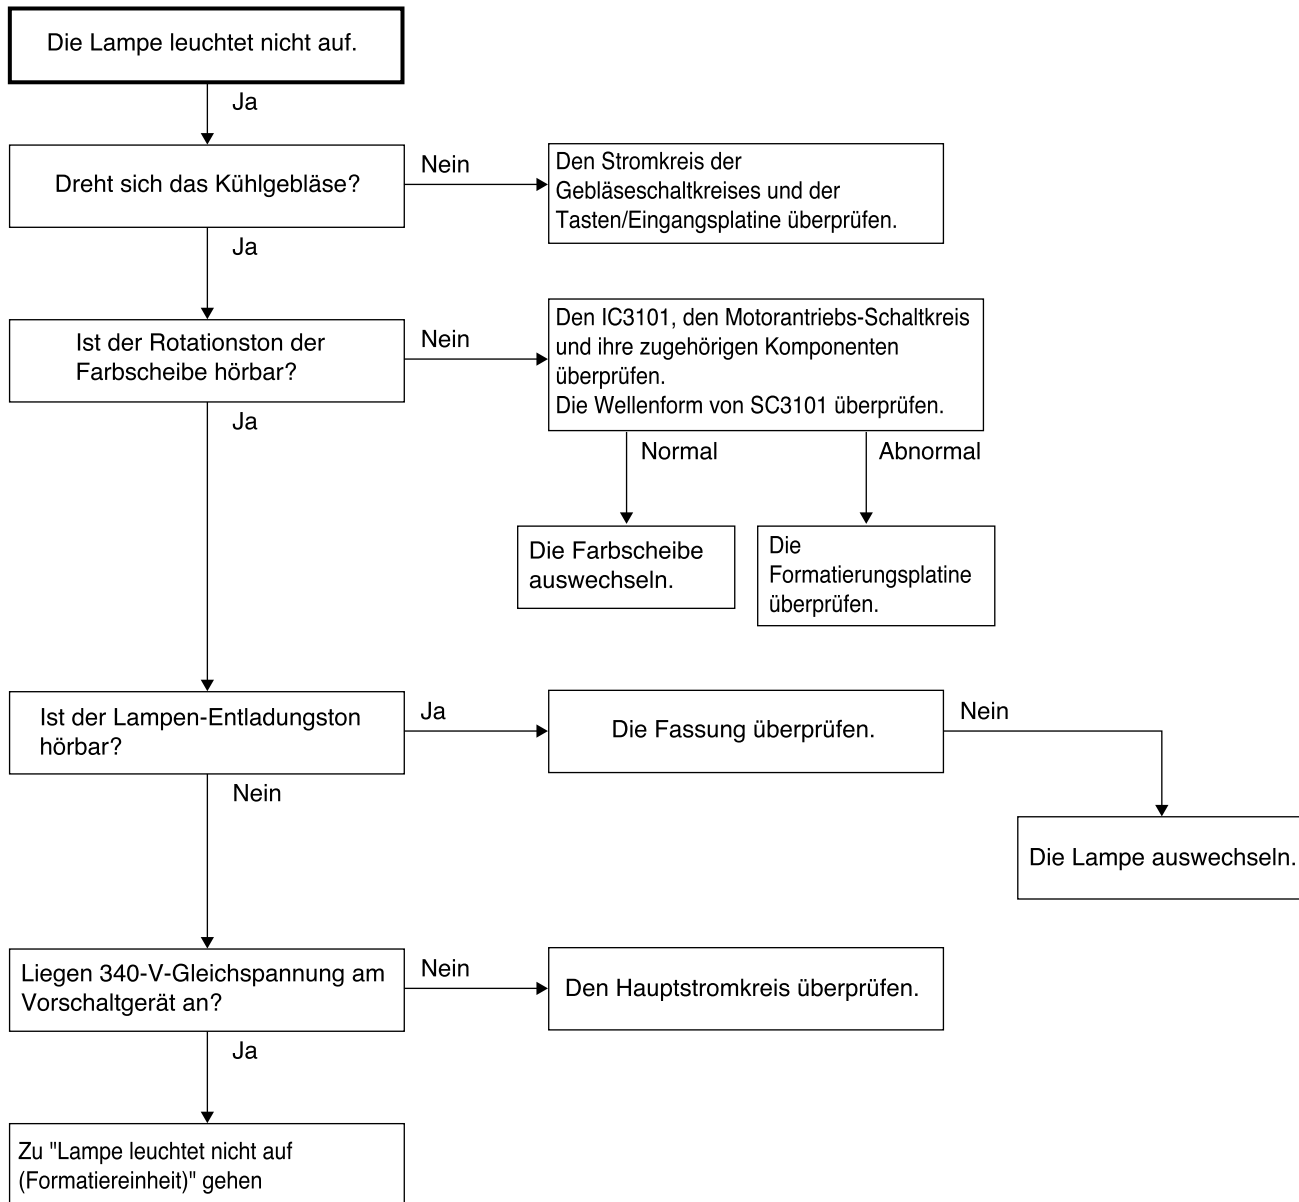 Die Lampe leuchtet nicht auf.
Ja
Dreht sich das Kühlgebläse?
Nein
Den Stromkreis der
Gebläseschaltkreises und der
Tasten/Eingangsplatine überprüfen.
Ja
Ist der Rotationston der
Farbscheibe hörbar?
Nein
Den IC3101, den Motorantriebs-Schaltkreis
und ihre zugehörigen Komponenten
überprüfen.
Die Wellenform von SC3101 überprüfen.
Ja
Normal
Abnormal
Die Farbscheibe
auswechseln.
Die
Formatierungsplatine
überprüfen.
Ist der Lampen-Entladungston
hörbar?
Ja
Die Fassung überprüfen.
Nein
Nein
Die Lampe auswechseln.
Liegen 340-V-Gleichspannung am
Vorschaltgerät an?
Nein
Den Hauptstromkreis überprüfen.
Ja
Zu "Lampe leuchtet nicht auf
(Formatiereinheit)" gehen